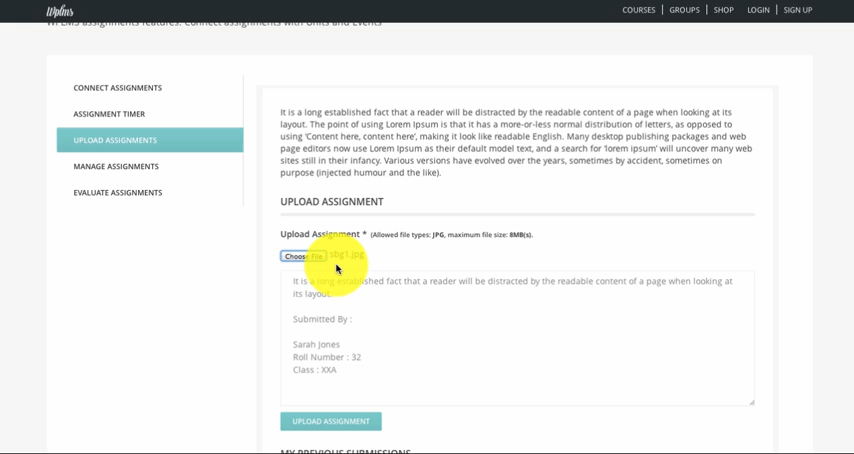 Wplms
COURSES | GROUPS | SHOP LOGIN | SIGN UP
WPLMS assignments features. Connect assignments with Units and Events
CONNECT ASSIGNMENTS
ASSIGNMENT TIMER
UPLOAD ASSIGNMENTS
MANAGE ASSIGNMENTS
EVALUATE ASSIGNMENTS
It is a long established fact that a reader will be distracted by the readable content of a page when looking at its
layout. The point of using Lorem Ipsum is that it has a more-or-less normal distribution of letters, as opposed to
using 'Content here, content here', making it look like readable English. Many desktop publishing packages and web
page editors now use Lorem Ipsum as their default model text, and a search for 'lorem ipsum' will uncover many web
sites still in their infancy. Various versions have evolved over the years, sometimes by accident, sometimes on
purpose (injected humour and the like).
UPLOAD ASSIGNMENT
Upload Assignment * (Allowed file types: JPG, maximum file size: 8MB(s).
Choose File sbg1.jpg
It is a long established fact that a reader will be distracted by the readable content of a page when looking at
its layout.
Submitted By :
Sarah Jones
Roll Number : 32
Class : XXA
UPLOAD ASSIGNMENT
MY PREVIOUS SUBMISSIONS